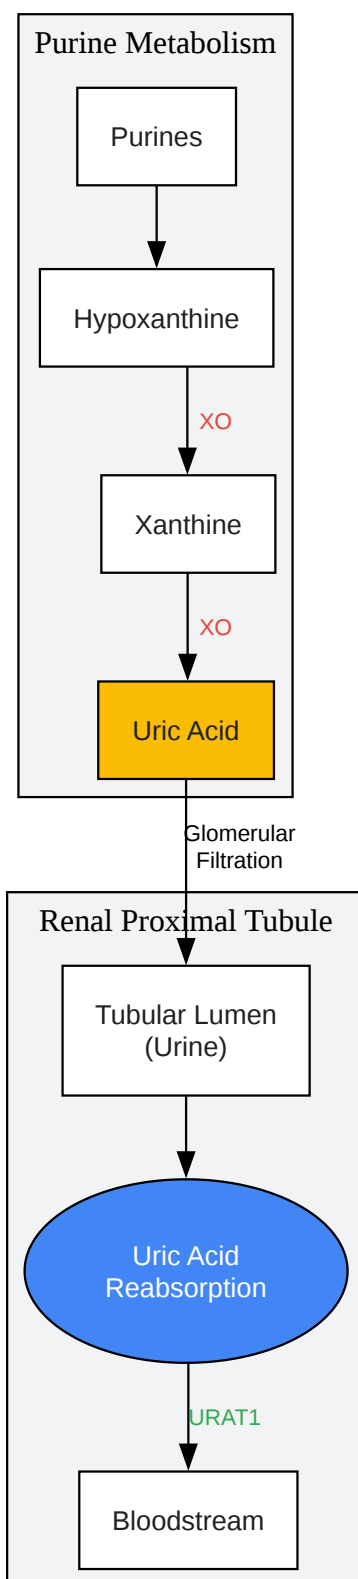 Purine Metabolism
Purines
Hypoxanthine
XO
Xanthine
XO
Uric Acid
Glomerular
Filtration
Renal Proximal Tubule
Tubular Lumen
(Urine)
Uric Acid
Reabsorption
URAT1
Bloodstream